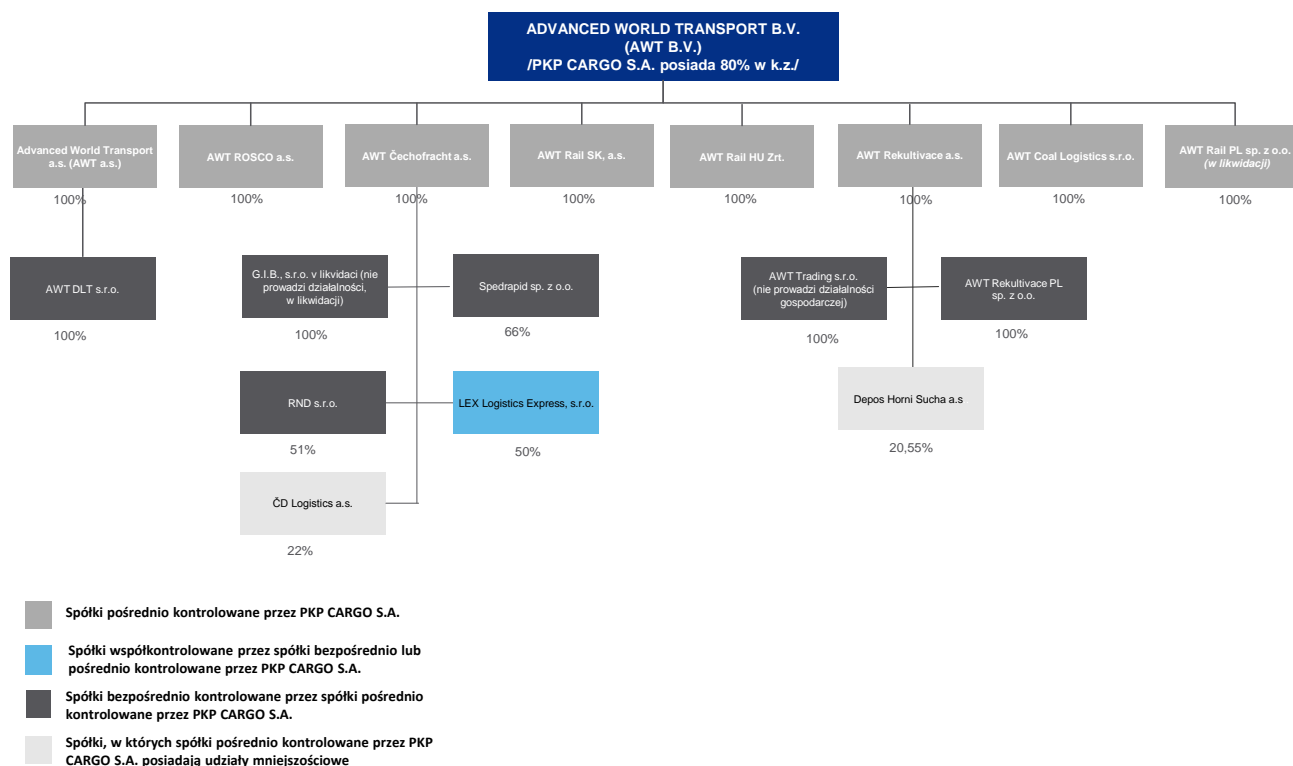 ADVANCED WORLD TRANSPORT B.V.
(AWT B.V.)
/PKP CARGO S.A. posiada 80% w k.z./
Advanced World Transport
a.s. (AWT a.s.)
100%
AWT ROSCO a.s.
100%
AWT Čechofracht a.s.
100%
AWT Rail SK, a.s.
100%
AWT Rail HU Zrt.
100%
AWT Rekultivace a.s.
100%
AWT Coal Logistics s.r.o.
100%
AWT Rail PL sp. z o.o.
(w likwidacji)
100%
AWT DLT s.r.o.
100%
G.I.B., s.r.o. v likvidaci (nie
prowadzi działalności,
w likwidacji)
100%
Spedrapid sp. z o.o.
66%
AWT Trading s.r.o.
(nie prowadzi działalności
gospodarczej)
100%
AWT Rekultivace PL
sp. z o.o.
100%
RND s.r.o.
51%
LEX Logistics Express, s.r.o.
50%
Depos Horni Sucha a.s
20,55%
ČD Logistics a.s.
22%
Spółki pośrednio kontrolowane przez PKP CARGO S.A.
Spółki współkontrolowane przez spółki bezpośrednio lub
pośrednio kontrolowane przez PKP CARGO S.A.
Spółki bezpośrednio kontrolowane przez spółki pośrednio
kontrolowane przez PKP CARGO S.A.
Spółki, w których spółki pośrednio kontrolowane przez PKP
CARGO S.A. posiadają udziały mniejszościowe